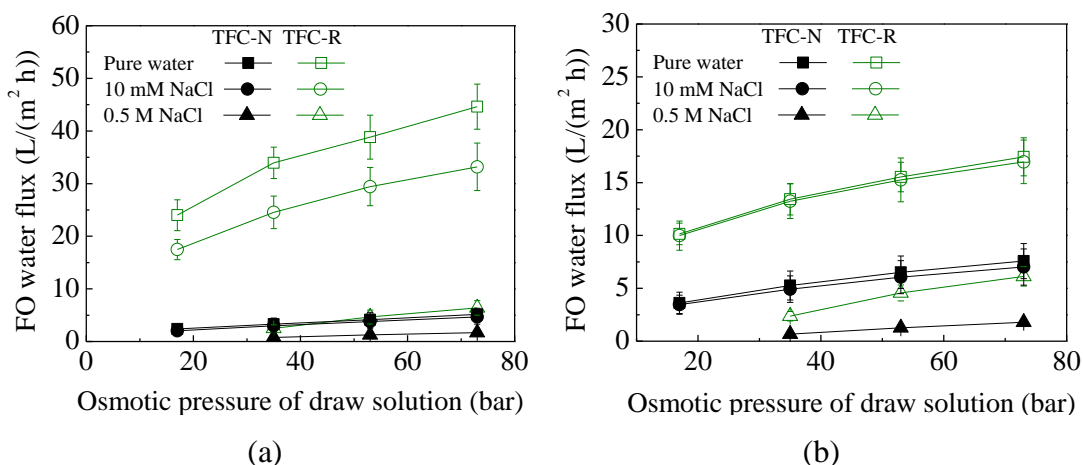 60
50
40
30
20
10
0
FO water flux (L/(m² h))
TFC-N TFC-R
Pure water
10 mM NaCl
0.5 M NaCl
0 20 40 60 80
Osmotic pressure of draw solution (bar)
(a)
30
25
20
15
10
5
0
FO water flux (L/(m² h))
TFC-N TFC-R
Pure water
10 mM NaCl
0.5 M NaCl
20 40 60 80
Osmotic pressure of draw solution (bar)
(b)